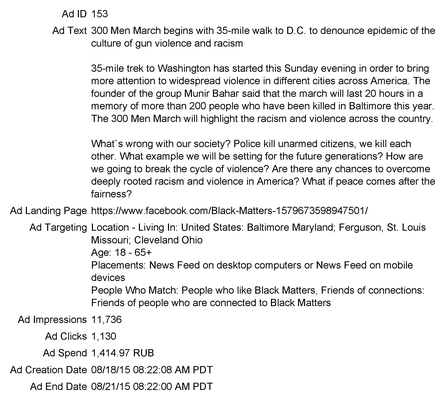 Ad ID 153
Ad Text 300 Men March begins with 35-mile walk to D.C. to denounce epidemic of the
culture of gun violence and racism
35-mile trek to Washington has started this Sunday evening in order to bring
more attention to widespread violence in different cities across America. The
founder of the group Munir Bahar said that the march will last 20 hours in a
memory of more than 200 people who have been killed in Baltimore this year.
The 300 Men March will highlight the racism and violence across the country.
What`s wrong with our society? Police kill unarmed citizens, we kill each
other. What example we will be setting for the future generations? How are
we going to break the cycle of violence? Are there any chances to overcome
deeply rooted racism and violence in America? What if peace comes after the
fairness?
Ad Landing Page https://www.facebook.com/Black-Matters-1579673598947501/
Ad Targeting Location - Living In: United States: Baltimore Maryland; Ferguson, St. Louis
Missouri; Cleveland Ohio
Age: 18 - 65+
Placements: News Feed on desktop computers or News Feed on mobile
devices
People Who Match: People who like Black Matters, Friends of connections:
Friends of people who are connected to Black Matters
Ad Impressions 11,736
Ad Clicks 1,130
Ad Spend 1,414.97 RUB
Ad Creation Date 08/18/15 08:22:08 AM PDT
Ad End Date 08/21/15 08:22:00 AM PDT